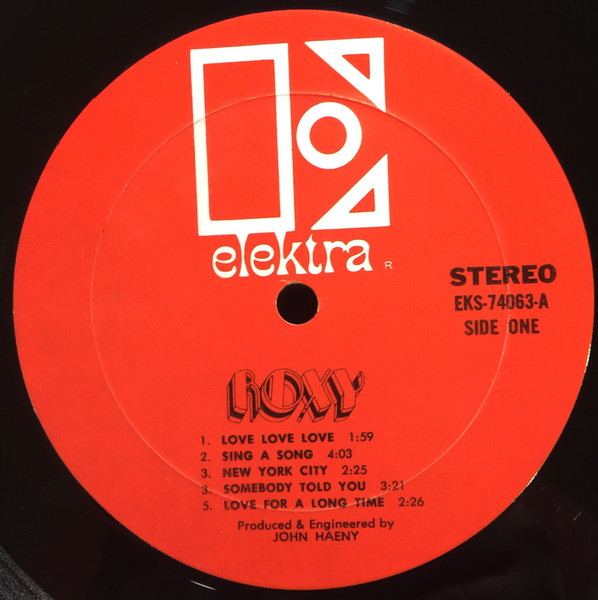 elektra R
STEREO
EKS-74063-A
SIDE ONE
ROXY
1. LOVE LOVE LOVE 1:59
2. SING A SONG 4:03
3. NEW YORK CITY 2:25
3. SOMEBODY TOLD YOU 3:21
5. LOVE FOR A LONG TIME 2:26
Produced & Engineered by
JOHN HAENY